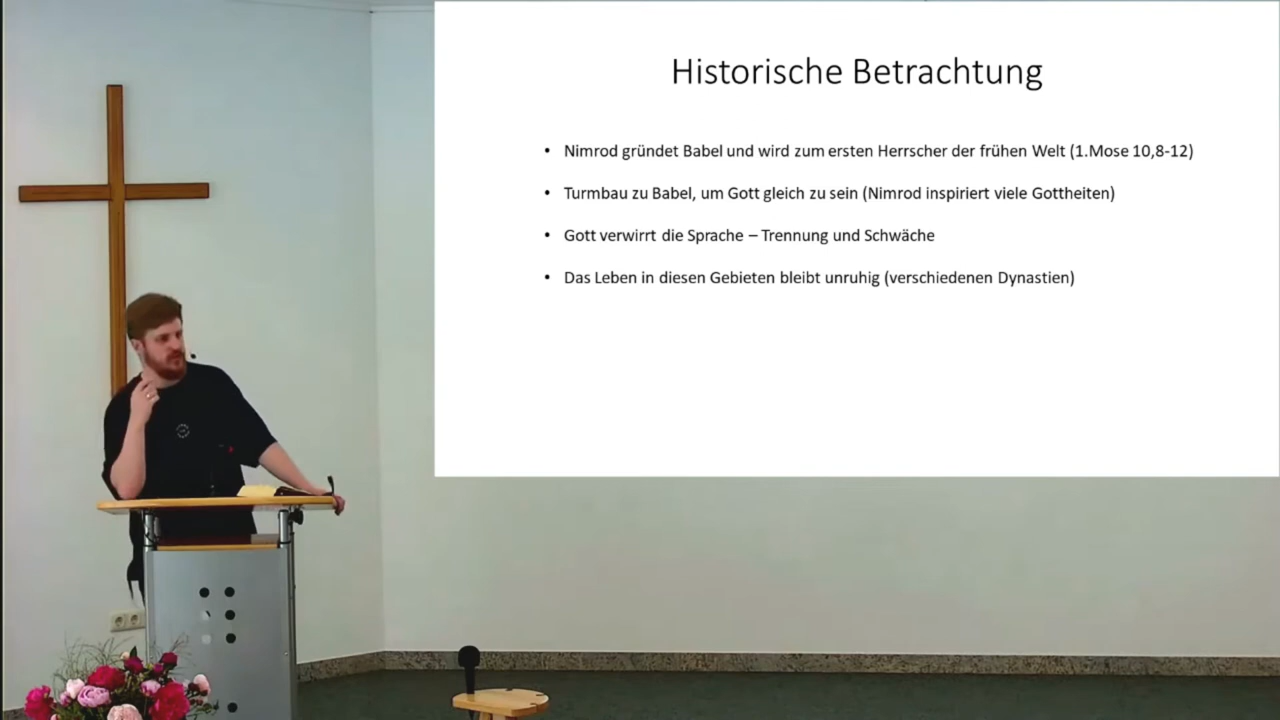 Historische Betrachtung
• Nimrod gründet Babel und wird zum ersten Herrscher der frühen Welt (1.Mose 10,8-12)
• Turmbau zu Babel, um Gott gleich zu sein (Nimrod inspiriert viele Gottheiten)
• Gott verwirrt die Sprache – Trennung und Schwäche
• Das Leben in diesen Gebieten bleibt unruhig (verschiedenen Dynastien)